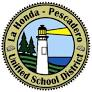 La Honda - Pescadero
Unified School District